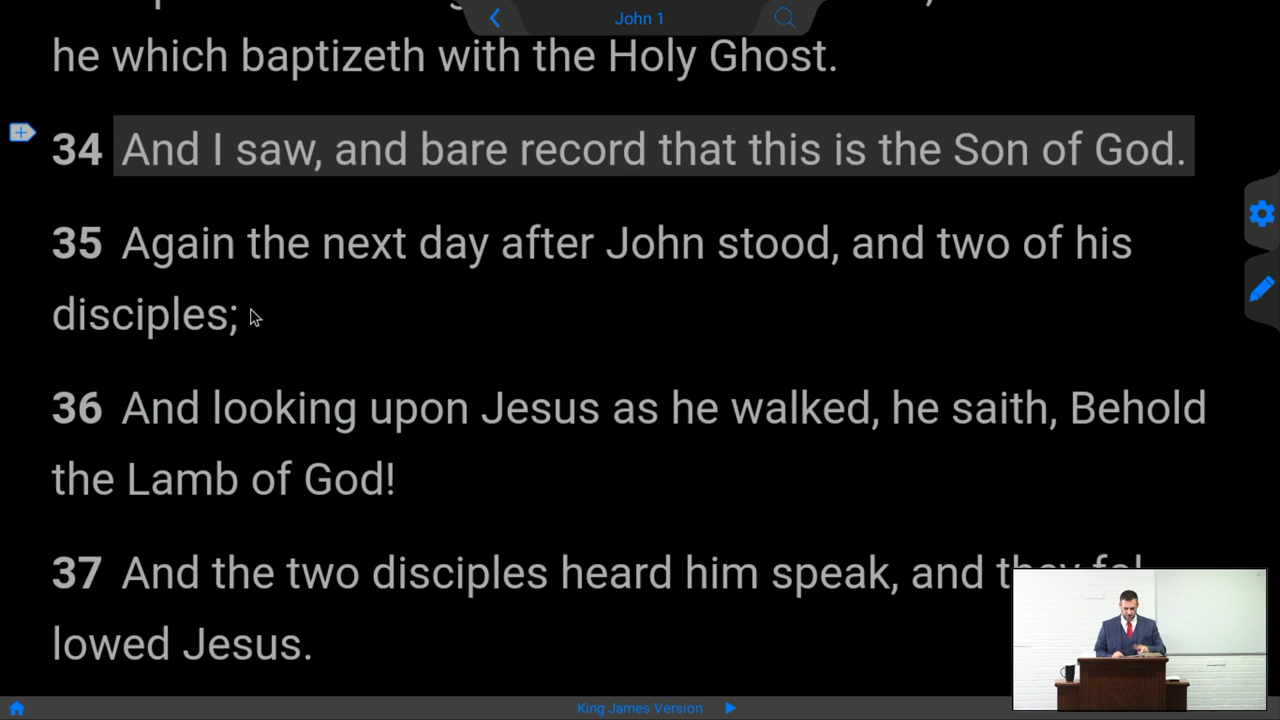 John 1
he which baptizeth with the Holy Ghost.
34 And I saw, and bare record that this is the Son of God.
35 Again the next day after John stood, and two of his
disciples;
36 And looking upon Jesus as he walked, he saith, Behold
the Lamb of God!
37 And the two disciples heard him speak, and they fol
lowed Jesus.
King James Version